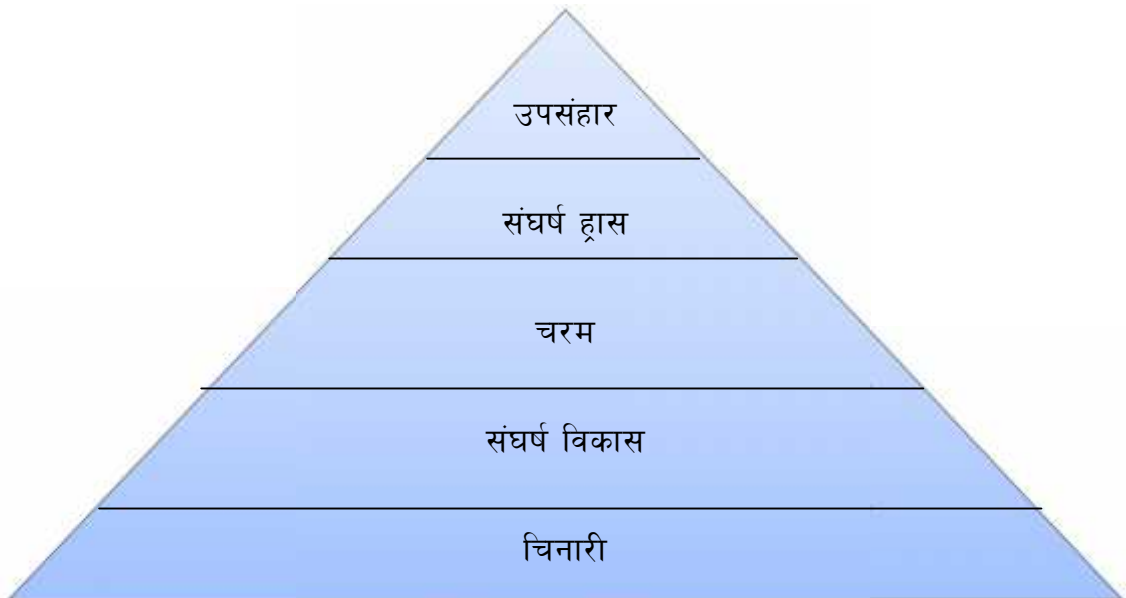 उपसंहार
संघर्ष ह्रास
चरम
संघर्ष विकास
चिनारी